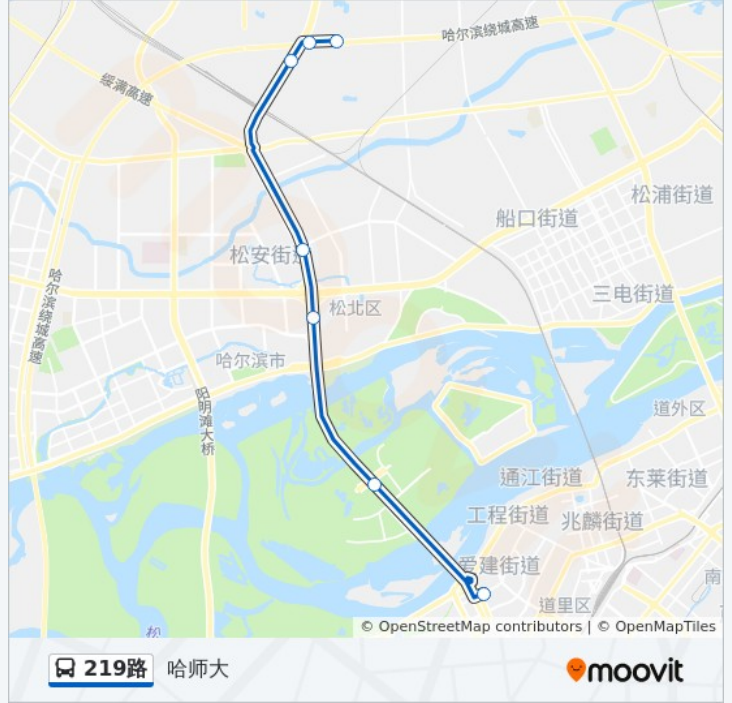 哈尔滨绕城高速
绥满高速
松浦街道
船口街道
松安街道
三电街道
哈尔滨绕城高速
松北区
哈尔滨市
阳明滩大桥
道外区
通江街道
东莱街道
工程街道
兆麟街道
爱建街道
南
道里区
松
© OpenStreetMap contributors | © OpenMapTiles
219路 哈师大
moovit